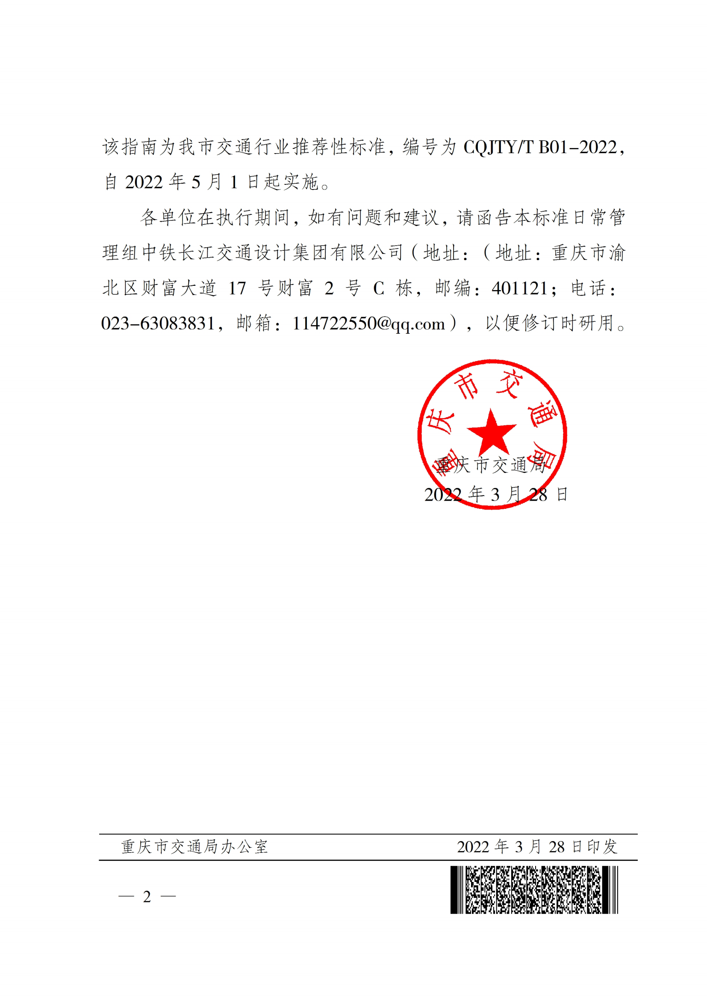 该指南为我市交通行业推荐性标准，编号为 CQJTY/T B01-2022，
自 2022 年 5 月 1 日起实施。
各单位在执行期间，如有问题和建议，请函告本标准日常管
理组中铁长江交通设计集团有限公司（地址：（地址：重庆市渝
北区财富大道 17 号财富 2 号 C 栋，邮编：401121；电话：
023-63083831，邮箱：114722550@qq.com），以便修订时研用。
重庆市交通局
重庆市交通局
2022 年 3 月 28 日
重庆市交通局办公室 2022 年 3 月 28 日印发
— 2 —